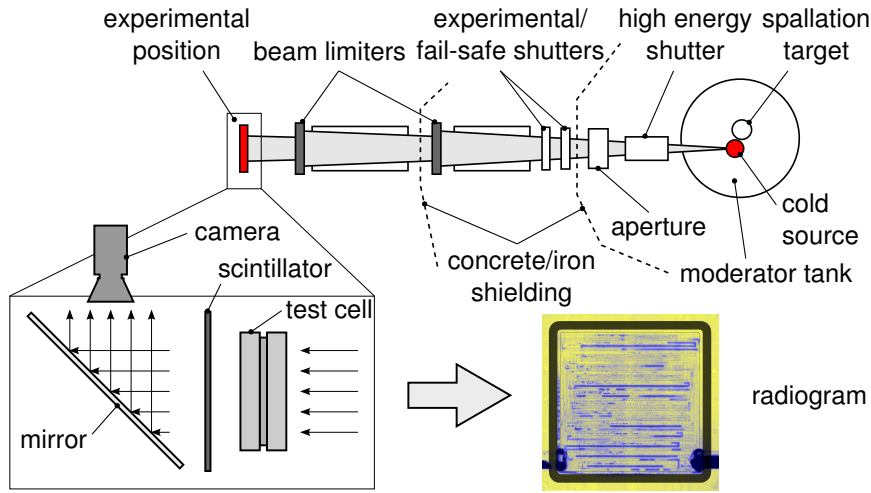 experimental
position
beam limiters
experimental/
fail-safe shutters
high energy
shutter
spallation
target
aperture
cold
source
concrete/iron
shielding
moderator tank
camera
scintillator
test cell
mirror
radiogram